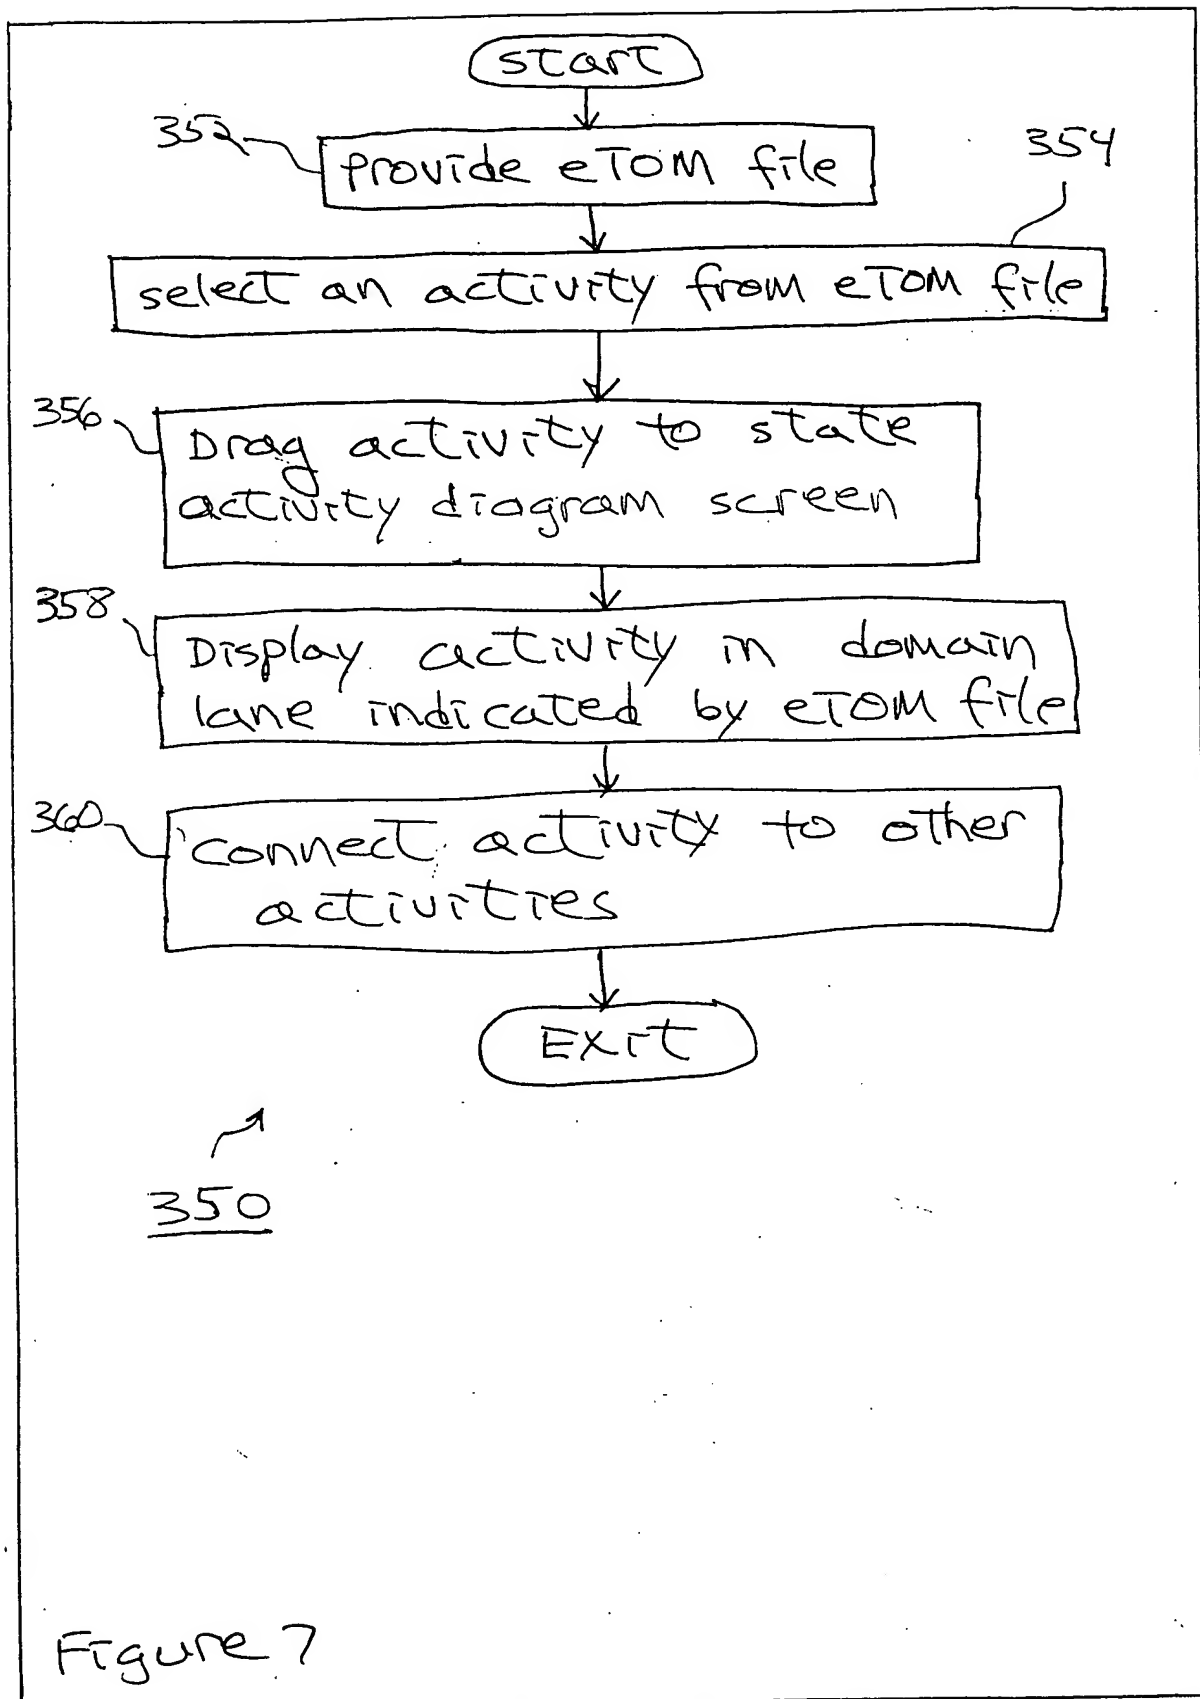 start
352
provide eTOM file
354
select an activity from eTOM file
356
Drag activity to state
activity diagram screen
358
Display activity in domain
lane indicated by eTOM file
360
connect activity to other
activities
Exit
350
Figure 7